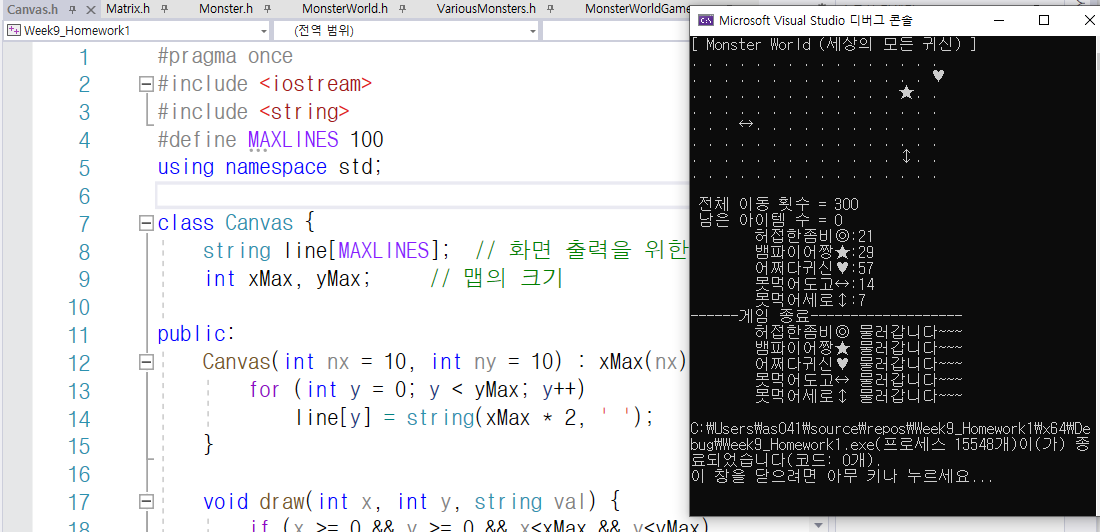 Canvas.h Matrix.h Monster.h MonsterWorld.h VariousMonsters.h MonsterWorldGame
Week9_Homework1 (전역 범위)
1 #pragma once
2 #include <iostream>
3 #include <string>
4 #define MAXLINES 100
5 using namespace std;
6
7 class Canvas {
8 string line[MAXLINES]; // 화면 출력을 위한
9 int xMax, yMax; // 맵의 크기
10
11 public:
12 Canvas(int nx = 10, int ny = 10) : xMax(nx)
13 for (int y = 0; y < yMax; y++)
14 line[y] = string(xMax * 2, ' ');
15 }
16
17 void draw(int x, int y, string val) {
18 if (x >= 0 && y >= 0 && x<xMax && y<yMax)
Microsoft Visual Studio 디버그 콘솔
[ Monster World (세상의 모든 귀신) ]
. . . . . . . . . . . . . . . .
. . . . . . . . . . . . . . . ♥
. . . . . . . . . . . . . ★ . .
. . . . . . . . . . . . . . . .
. . . ↔ . . . . . . . . . . . .
. . . . . . . . . . . . . . . .
. . . . . . . . . . . . . ↕ . .
. . . . . . . . . . . . . . . .
전체 이동 횟수 = 300
남은 아이템 수 = 0
허접한좀비◎:21
뱀파이어짱★:29
어쩌다귀신♥:57
못먹어도고↔:14
못먹어세로↕:7
------게임 종료-------------------
허접한좀비◎ 물러갑니다~~~
뱀파이어짱★ 물러갑니다~~~
어쩌다귀신♥ 물러갑니다~~~
못먹어도고↔ 물러갑니다~~~
못먹어세로↕ 물러갑니다~~~
C:₩Users₩as041₩source₩repos₩Week9_Homework1₩x64₩De
bug₩Week9_Homework1.exe(프로세스 15548개)이(가) 종
료되었습니다(코드: 0개).
이 창을 닫으려면 아무 키나 누르세요...